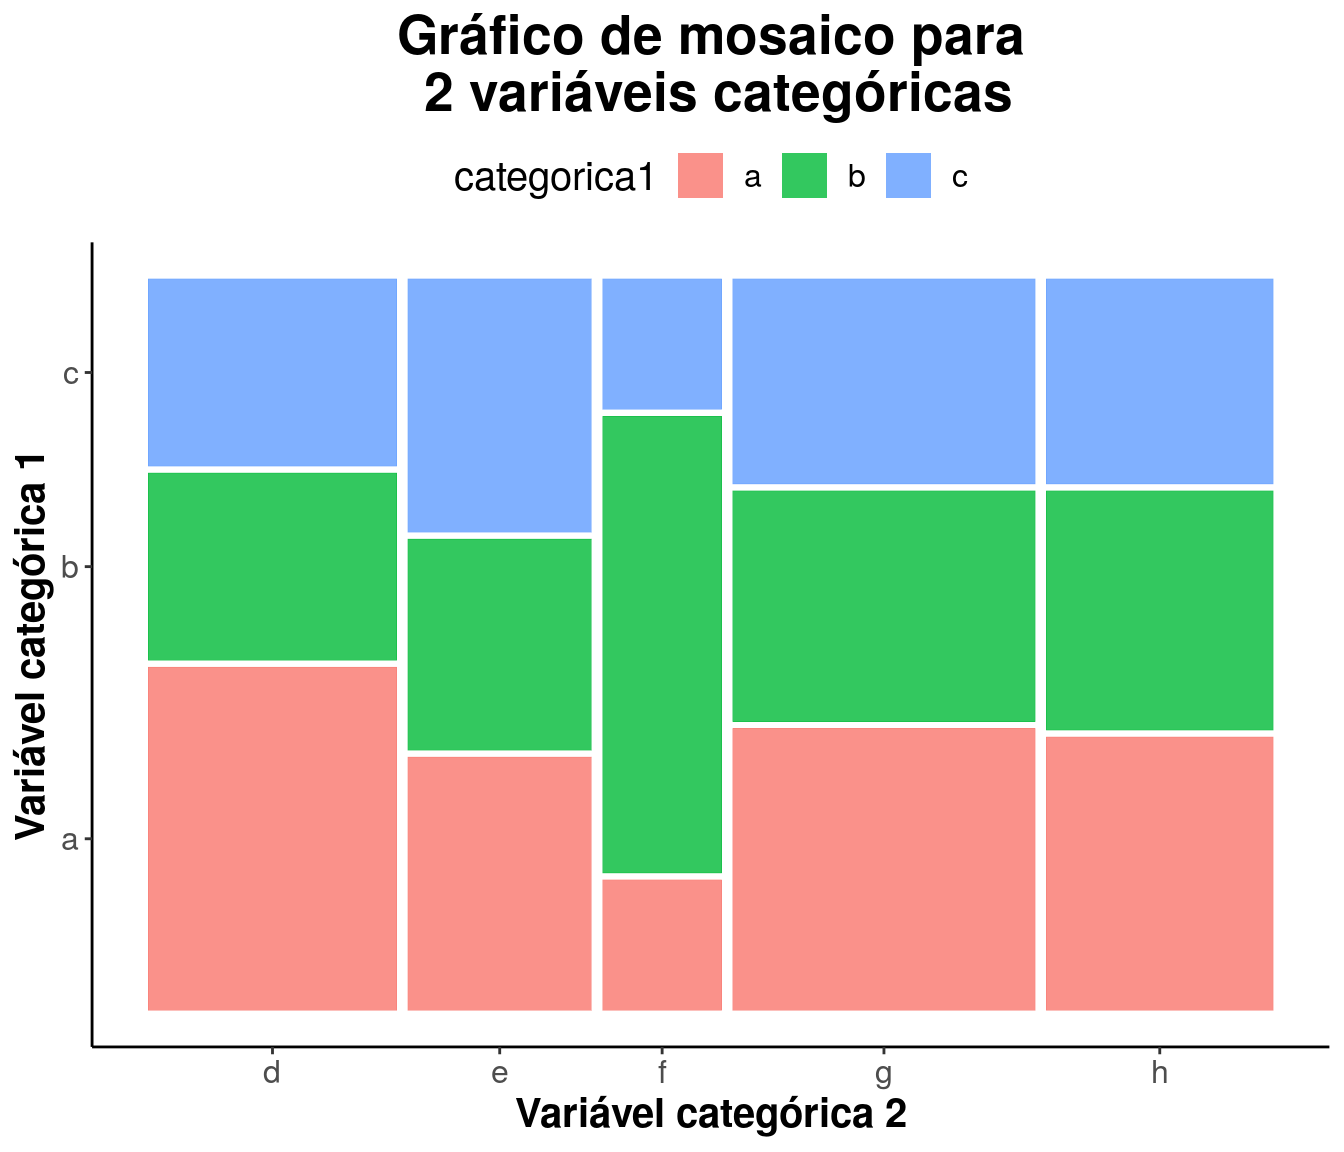 Gráfico de mosaico para
2 variáveis categóricas
categorica1 a b c
c
b
a
Variável categórica 1
d e f g h
Variável categórica 2